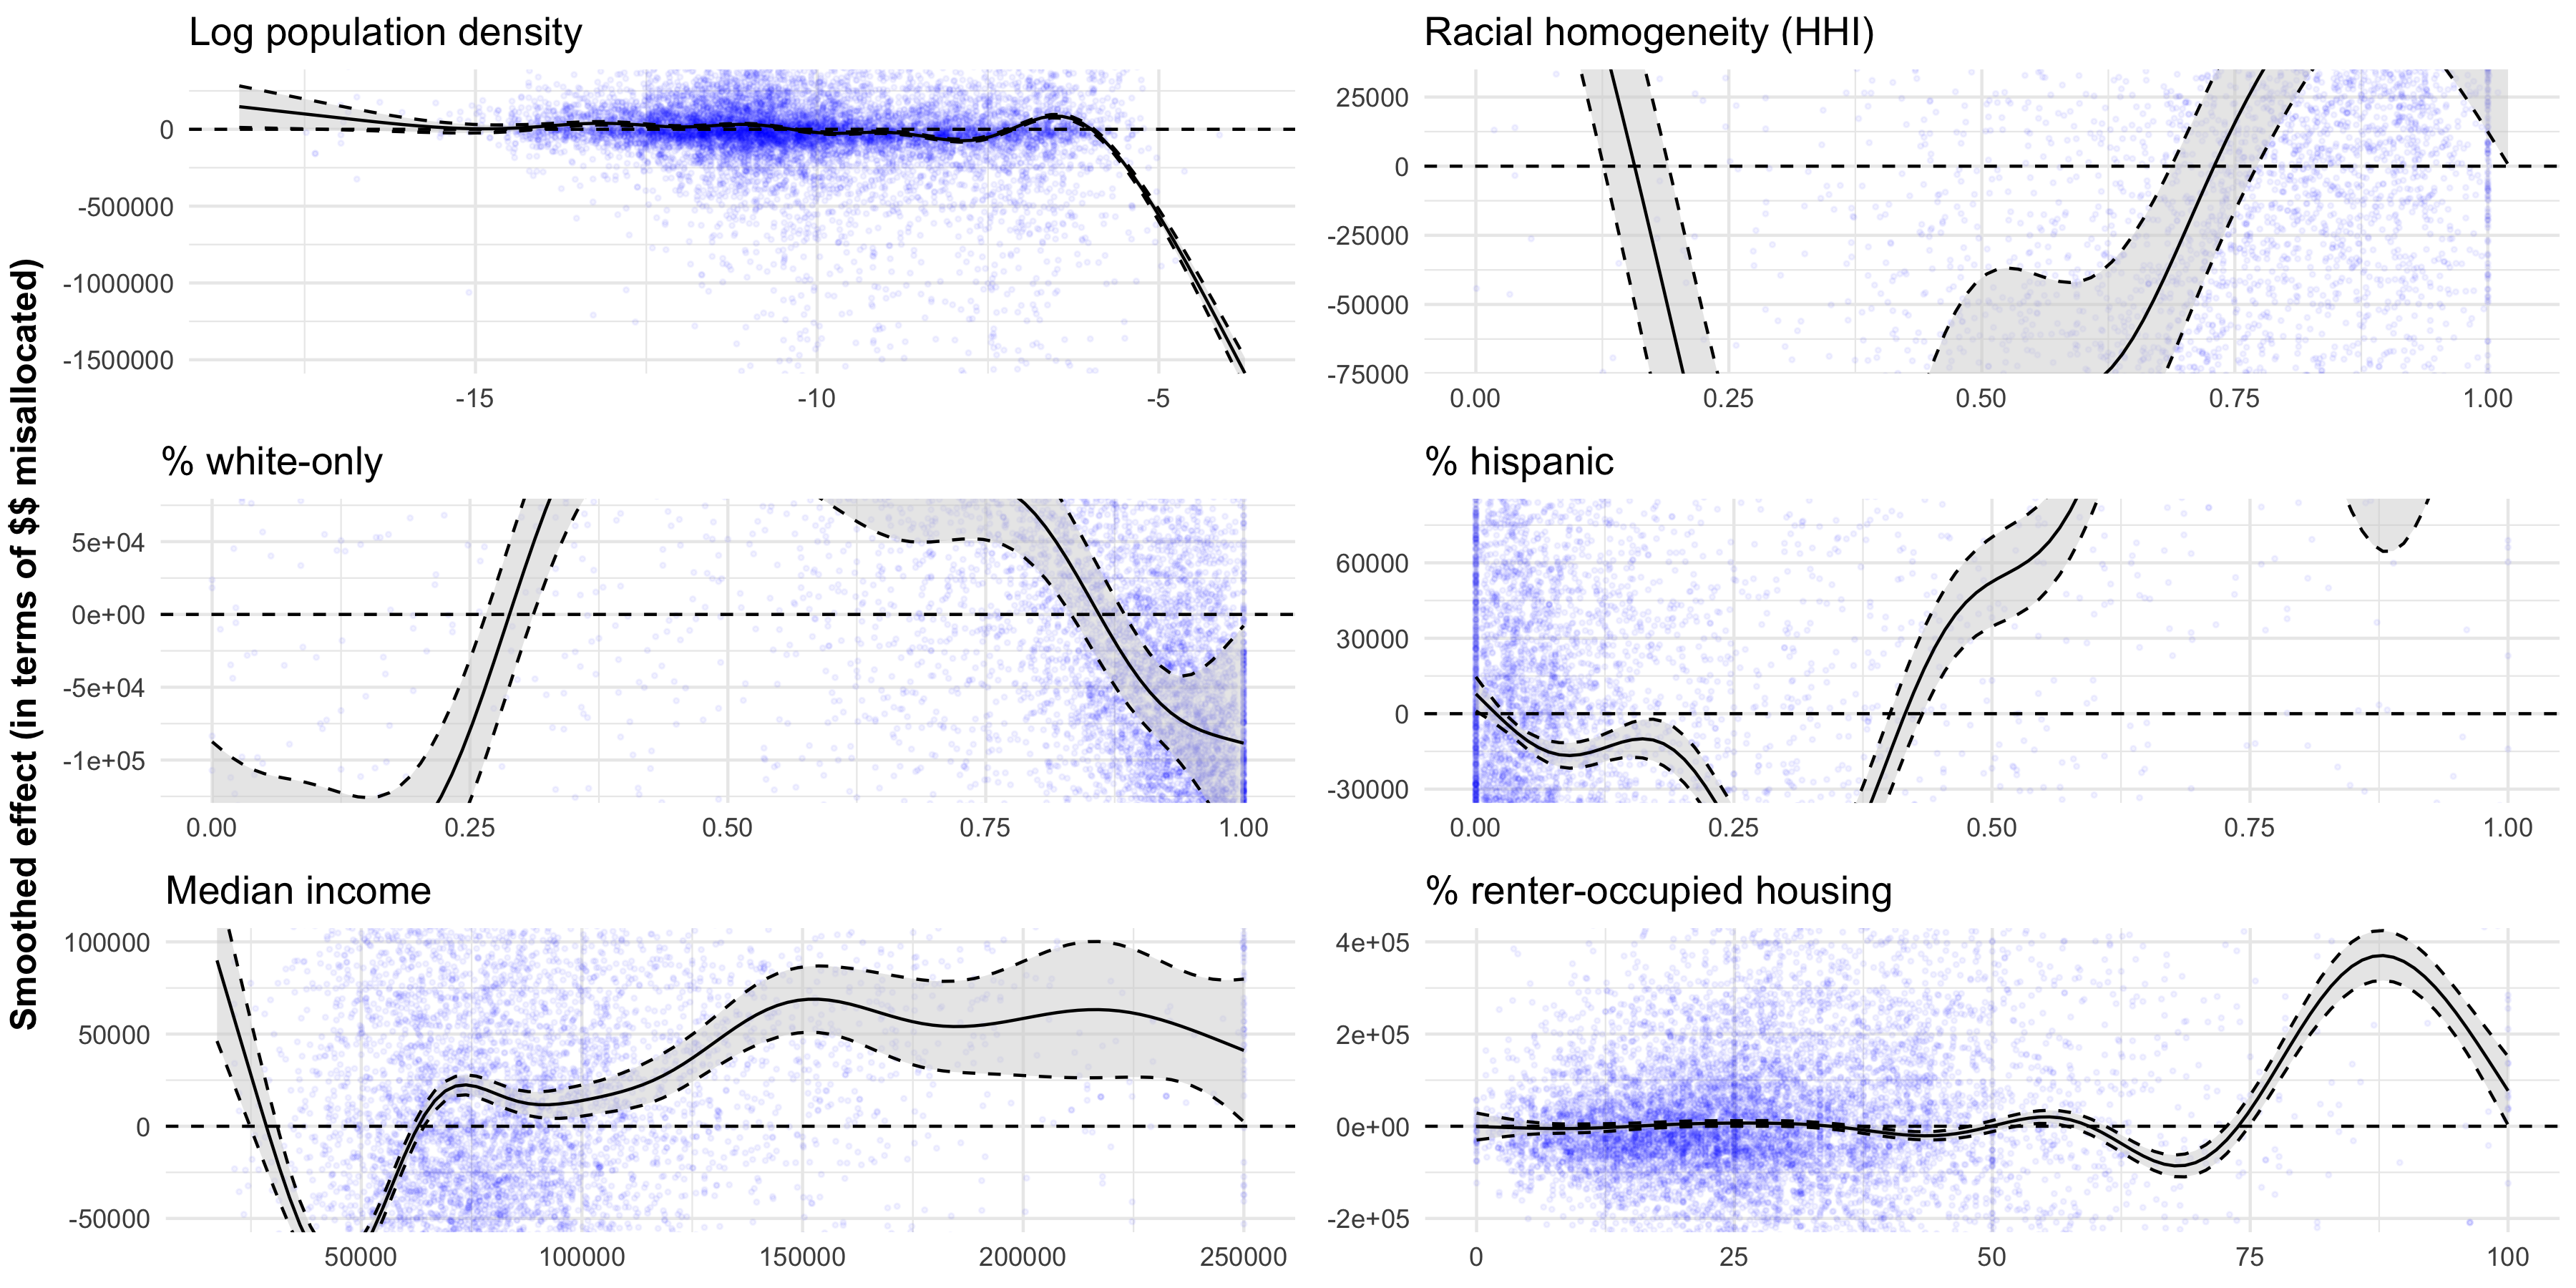 Smoothed effect (in terms of $$ misallocated)
Log population density
0
-500000
-1000000
-1500000
-15 -10 -5
Racial homogeneity (HHI)
25000
0
-25000
-50000
-75000
0.00 0.25 0.50 0.75 1.00
% white-only
5e+04
0e+00
-5e+04
-1e+05
0.00 0.25 0.50 0.75 1.00
% hispanic
60000
30000
0
-30000
0.00 0.25 0.50 0.75 1.00
Median income
100000
50000
0
-50000
50000 100000 150000 200000 250000
% renter-occupied housing
4e+05
2e+05
0e+00
-2e+05
0 25 50 75 100